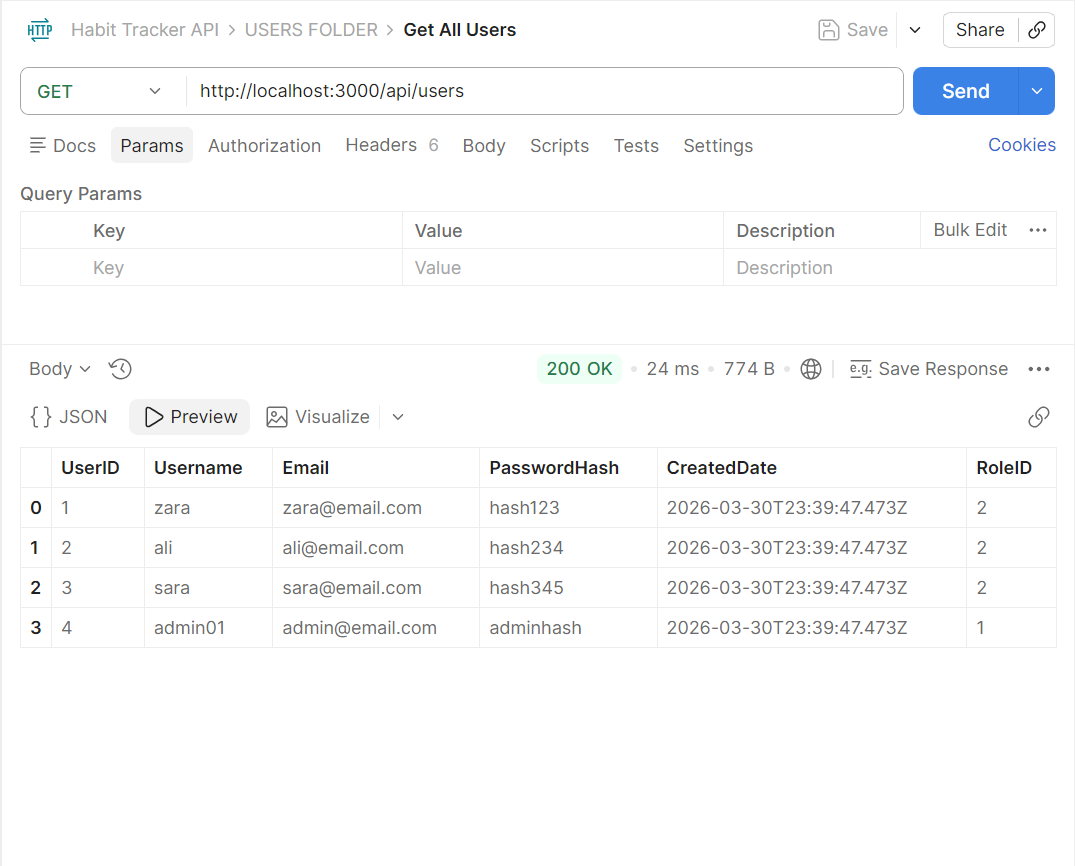 HTTP Habit Tracker API > USERS FOLDER > Get All Users Save Share
GET http://localhost:3000/api/users Send
Docs Params Authorization Headers 6 Body Scripts Tests Settings Cookies
Query Params
Key Value Description Bulk Edit
Key Value Description
Body 200 OK 24 ms 774 B e.g. Save Response
{} JSON Preview Visualize
UserID Username Email PasswordHash CreatedDate RoleID
0 1 zara zara@email.com hash123 2026-03-30T23:39:47.473Z 2
1 2 ali ali@email.com hash234 2026-03-30T23:39:47.473Z 2
2 3 sara sara@email.com hash345 2026-03-30T23:39:47.473Z 2
3 4 admin01 admin@email.com adminhash 2026-03-30T23:39:47.473Z 1